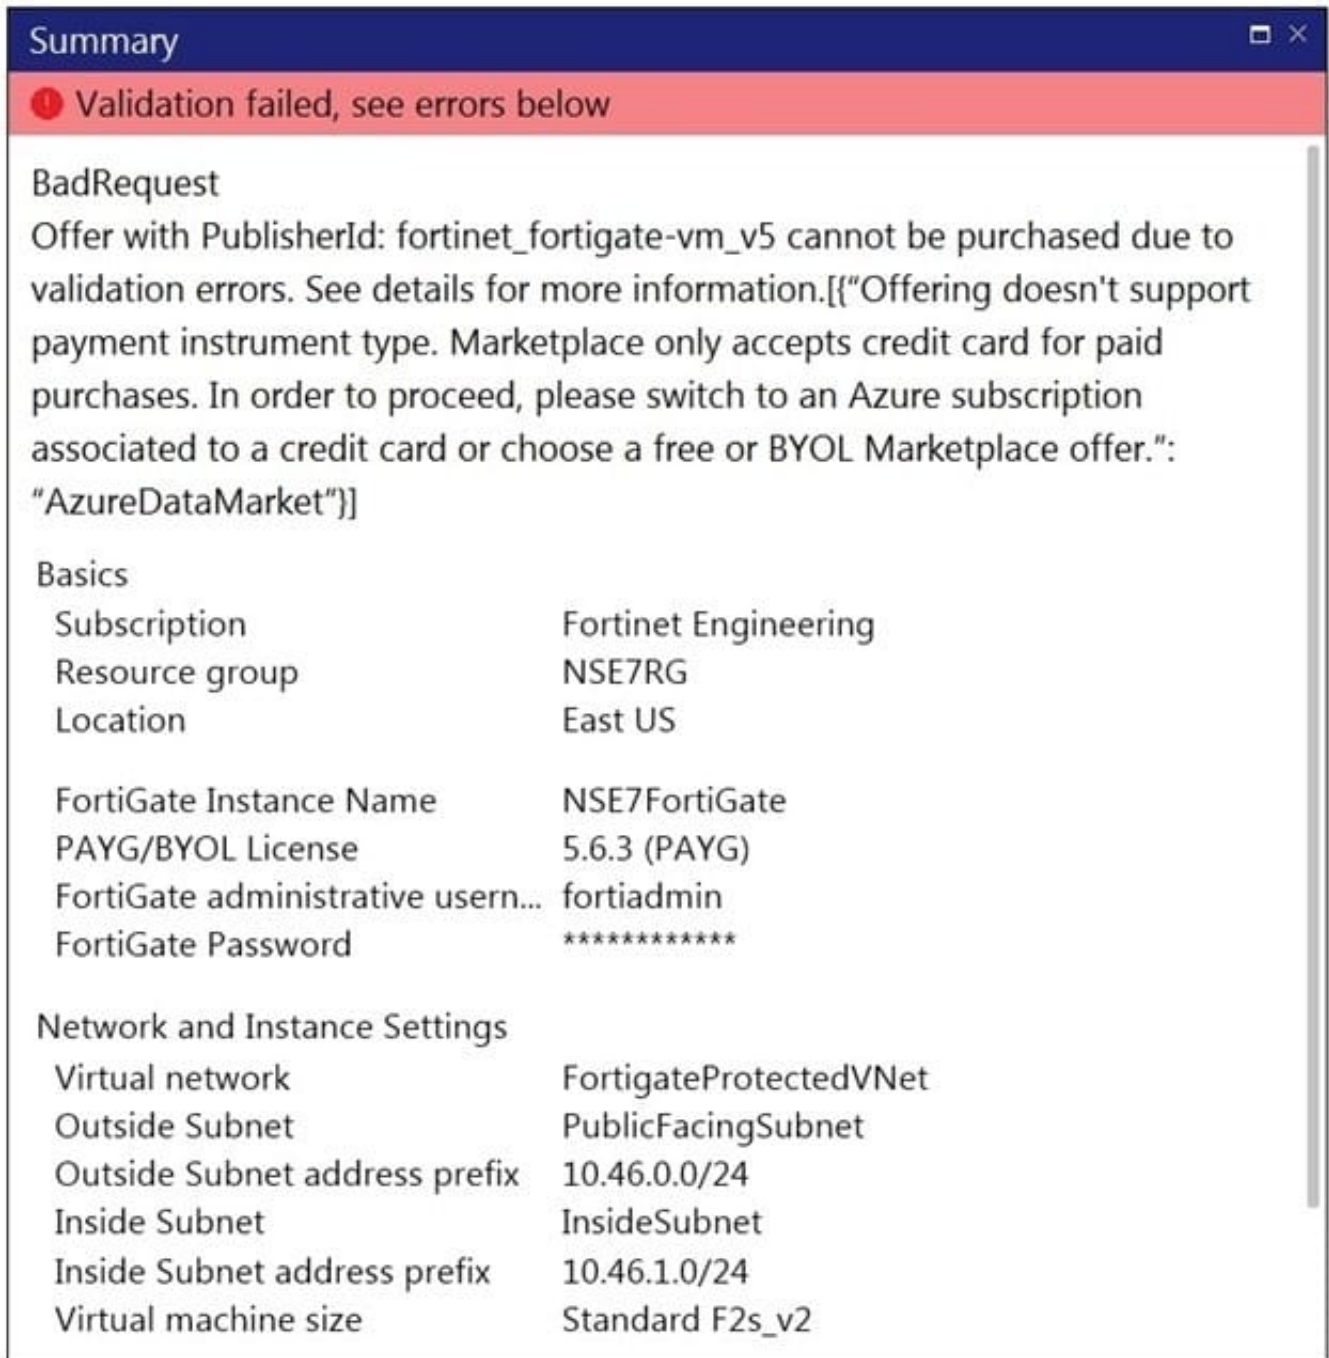 Summary
Validation failed, see errors below
BadRequest
Offer with PublisherId: fortinet_fortigate-vm_v5 cannot be purchased due to
validation errors. See details for more information.[{“Offering doesn't support
payment instrument type. Marketplace only accepts credit card for paid
purchases. In order to proceed, please switch to an Azure subscription
associated to a credit card or choose a free or BYOL Marketplace offer.”:
“AzureDataMarket”}]
Basics
Subscription Fortinet Engineering
Resource group NSE7RG
Location East US
FortiGate Instance Name NSE7FortiGate
PAYG/BYOL License 5.6.3 (PAYG)
FortiGate administrative usern... fortiadmin
FortiGate Password ************
Network and Instance Settings
Virtual network FortigateProtectedVNet
Outside Subnet PublicFacingSubnet
Outside Subnet address prefix 10.46.0.0/24
Inside Subnet InsideSubnet
Inside Subnet address prefix 10.46.1.0/24
Virtual machine size Standard F2s_v2